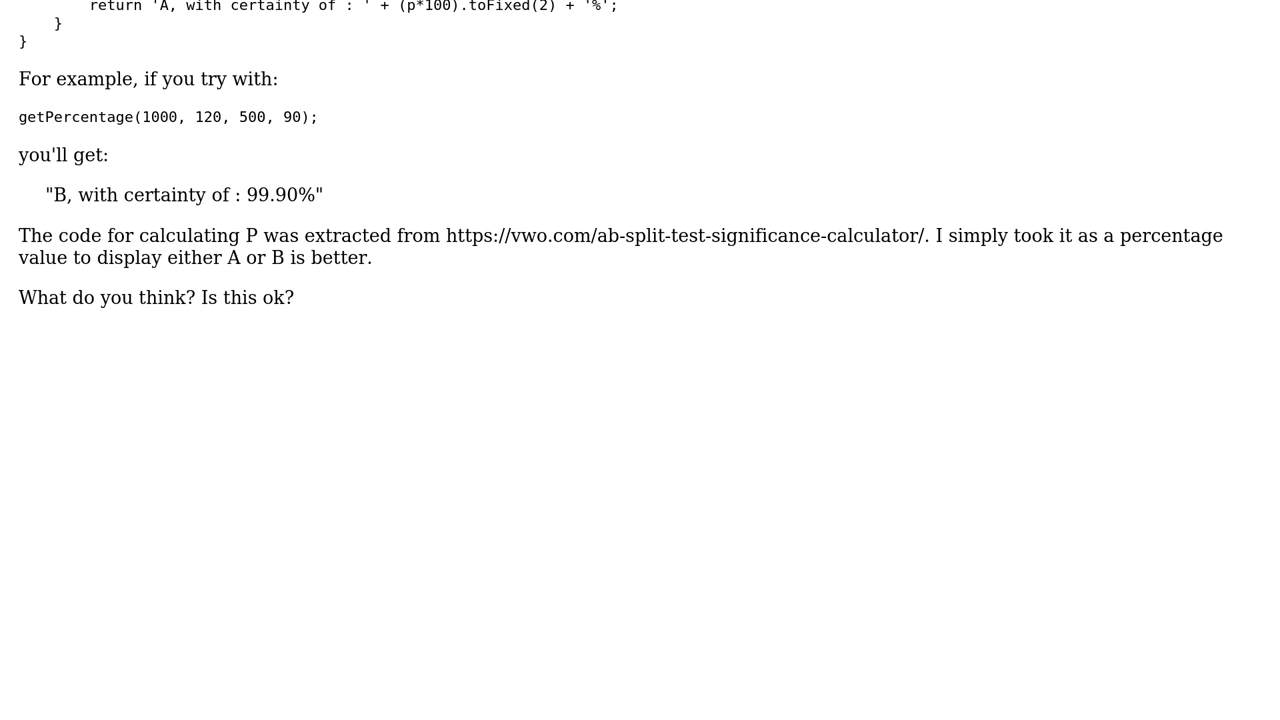 return 'A, with certainty of : ' + (p*100).toFixed(2) + '%';
}
}
For example, if you try with:
getPercentage(1000, 120, 500, 90);
you'll get:
"B, with certainty of : 99.90%"
The code for calculating P was extracted from https://vwo.com/ab-split-test-significance-calculator/. I simply took it as a percentage
value to display either A or B is better.
What do you think? Is this ok?